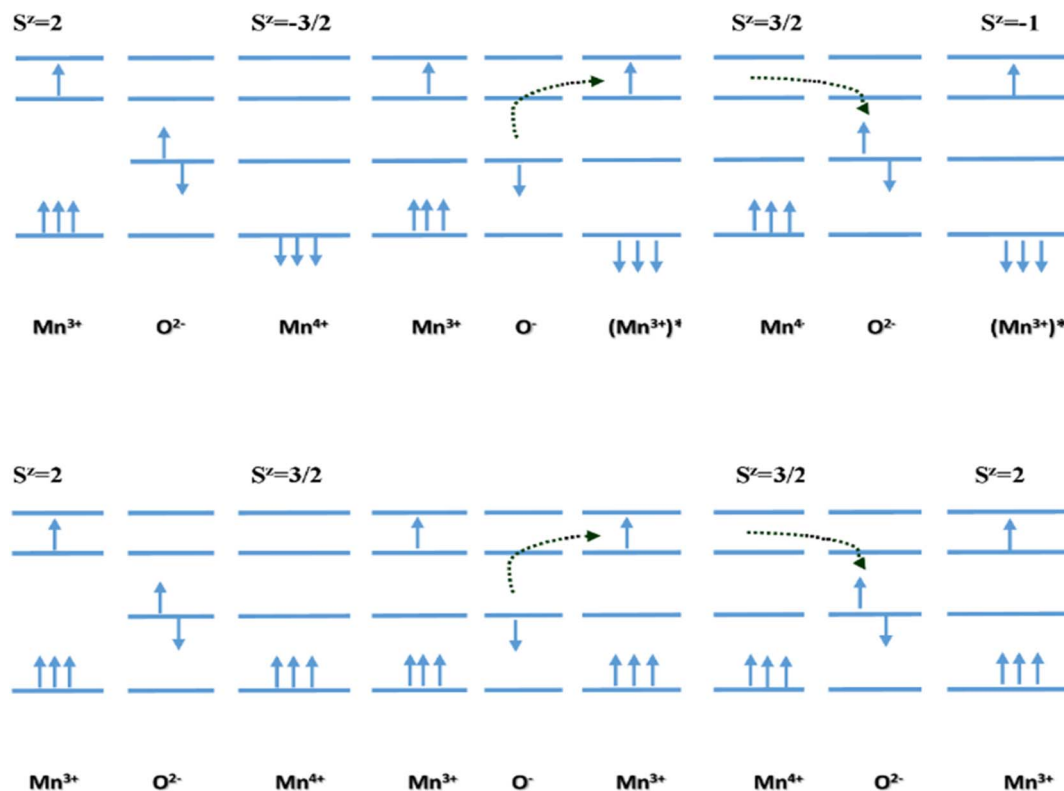 S^z=2 S^z=-3/2 S^z=3/2 S^z=-1
Mn³⁺ O²⁻ Mn⁴⁺ Mn³⁺ O⁻ (Mn³⁺)* Mn⁴⁻ O²⁻ (Mn³⁺)*
S^z=2 S^z=3/2 S^z=3/2 S^z=2
Mn³⁺ O²⁻ Mn⁴⁺ Mn³⁺ O⁻ Mn³⁺ Mn⁴⁺ O²⁻ Mn³⁺